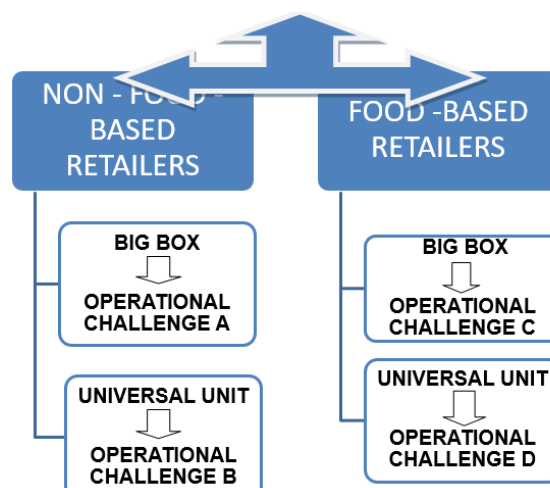 NON - FOOD -
BASED
RETAILERS
BIG BOX
OPERATIONAL
CHALLENGE A
UNIVERSAL UNIT
OPERATIONAL
CHALLENGE B
FOOD -BASED
RETAILERS
BIG BOX
OPERATIONAL
CHALLENGE C
UNIVERSAL UNIT
OPERATIONAL
CHALLENGE D